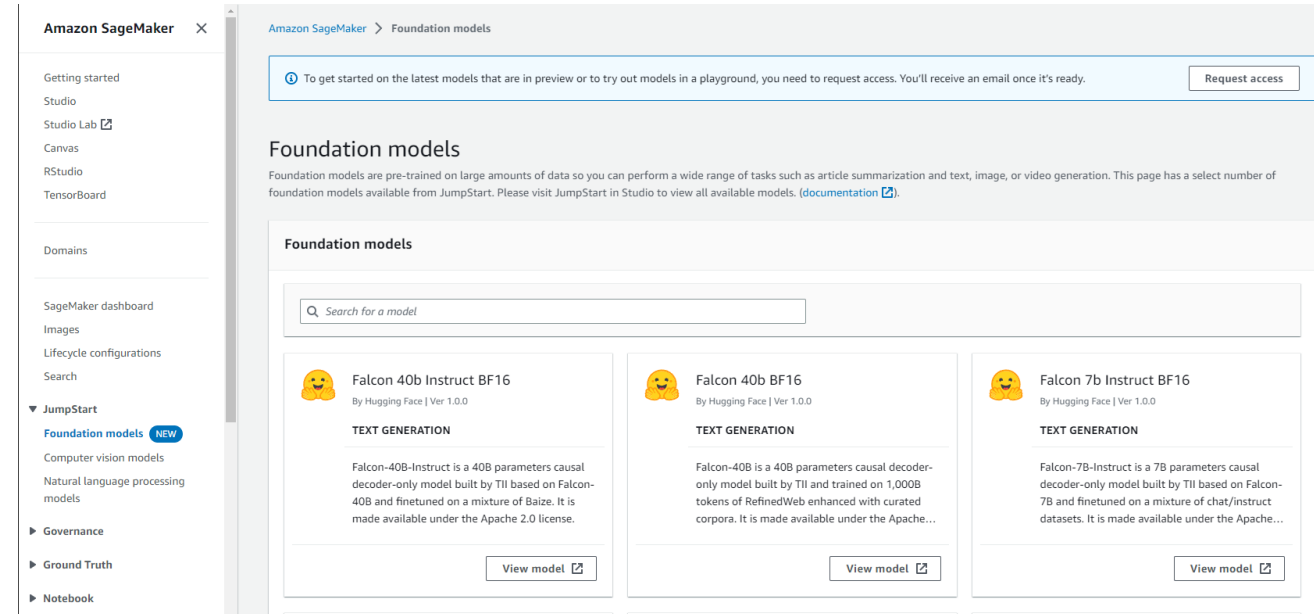 Amazon SageMaker
Getting started
Studio
Studio Lab
Canvas
RStudio
TensorBoard
Domains
SageMaker dashboard
Images
Lifecycle configurations
Search
JumpStart
Foundation models NEW
Computer vision models
Natural language processing
models
Governance
Ground Truth
Notebook
Amazon SageMaker > Foundation models
To get started on the latest models that are in preview or to try out models in a playground, you need to request access. You'll receive an email once it's ready.
Request access
Foundation models
Foundation models are pre-trained on large amounts of data so you can perform a wide range of tasks such as article summarization and text, image, or video generation. This page has a select number of
foundation models available from JumpStart. Please visit JumpStart in Studio to view all available models. (documentation).
Foundation models
Search for a model
Falcon 40b Instruct BF16
By Hugging Face | Ver 1.0.0
TEXT GENERATION
Falcon-40B-Instruct is a 40B parameters causal
decoder-only model built by TII based on Falcon-
40B and finetuned on a mixture of Baize. It is
made available under the Apache 2.0 license.
View model
Falcon 40b BF16
By Hugging Face | Ver 1.0.0
TEXT GENERATION
Falcon-40B is a 40B parameters causal decoder-
only model built by TII and trained on 1,000B
tokens of RefinedWeb enhanced with curated
corpora. It is made available under the Apache...
View model
Falcon 7b Instruct BF16
By Hugging Face | Ver 1.0.0
TEXT GENERATION
Falcon-7B-Instruct is a 7B parameters causal
decoder-only model built by TII based on Falcon-
7B and finetuned on a mixture of chat/instruct
datasets. It is made available under the Apache...
View model